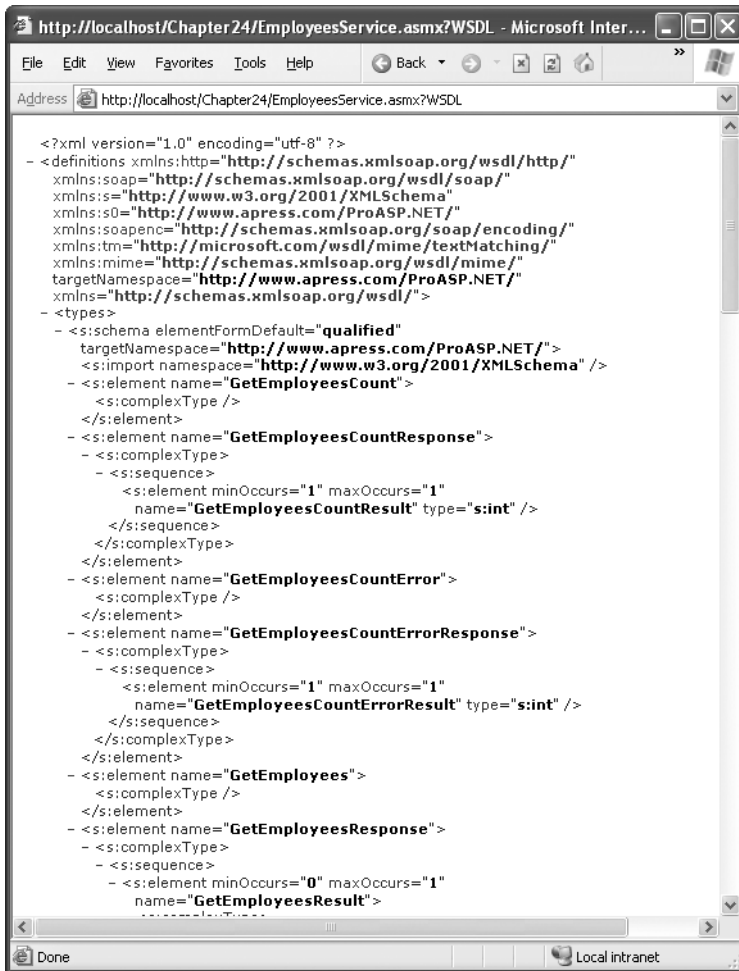 http://localhost/Chapter24/EmployeesService.asmx?WSDL - Microsoft Inter...
File Edit View Favorites Tools Help Back »
Address http://localhost/Chapter24/EmployeesService.asmx?WSDL
<?xml version="1.0" encoding="utf-8" ?>
- <definitions xmlns:http="http://schemas.xmlsoap.org/wsdl/http/"
xmlns:soap="http://schemas.xmlsoap.org/wsdl/soap/"
xmlns:s="http://www.w3.org/2001/XMLSchema"
xmlns:s0="http://www.apress.com/ProASP.NET/"
xmlns:soapenc="http://schemas.xmlsoap.org/soap/encoding/"
xmlns:tm="http://microsoft.com/wsdl/mime/textMatching/"
xmlns:mime="http://schemas.xmlsoap.org/wsdl/mime/"
targetNamespace="http://www.apress.com/ProASP.NET/"
xmlns="http://schemas.xmlsoap.org/wsdl/">
- <types>
- <s:schema elementFormDefault="qualified"
targetNamespace="http://www.apress.com/ProASP.NET/">
<s:import namespace="http://www.w3.org/2001/XMLSchema" />
- <s:element name="GetEmployeesCount">
<s:complexType />
</s:element>
- <s:element name="GetEmployeesCountResponse">
- <s:complexType>
- <s:sequence>
<s:element minOccurs="1" maxOccurs="1"
name="GetEmployeesCountResult" type="s:int" />
</s:sequence>
</s:complexType>
</s:element>
- <s:element name="GetEmployeesCountError">
<s:complexType />
</s:element>
- <s:element name="GetEmployeesCountErrorResponse">
- <s:complexType>
- <s:sequence>
<s:element minOccurs="1" maxOccurs="1"
name="GetEmployeesCountErrorResult" type="s:int" />
</s:sequence>
</s:complexType>
</s:element>
- <s:element name="GetEmployees">
<s:complexType />
</s:element>
- <s:element name="GetEmployeesResponse">
- <s:complexType>
- <s:sequence>
- <s:element minOccurs="0" maxOccurs="1"
name="GetEmployeesResult">
Done Local intranet